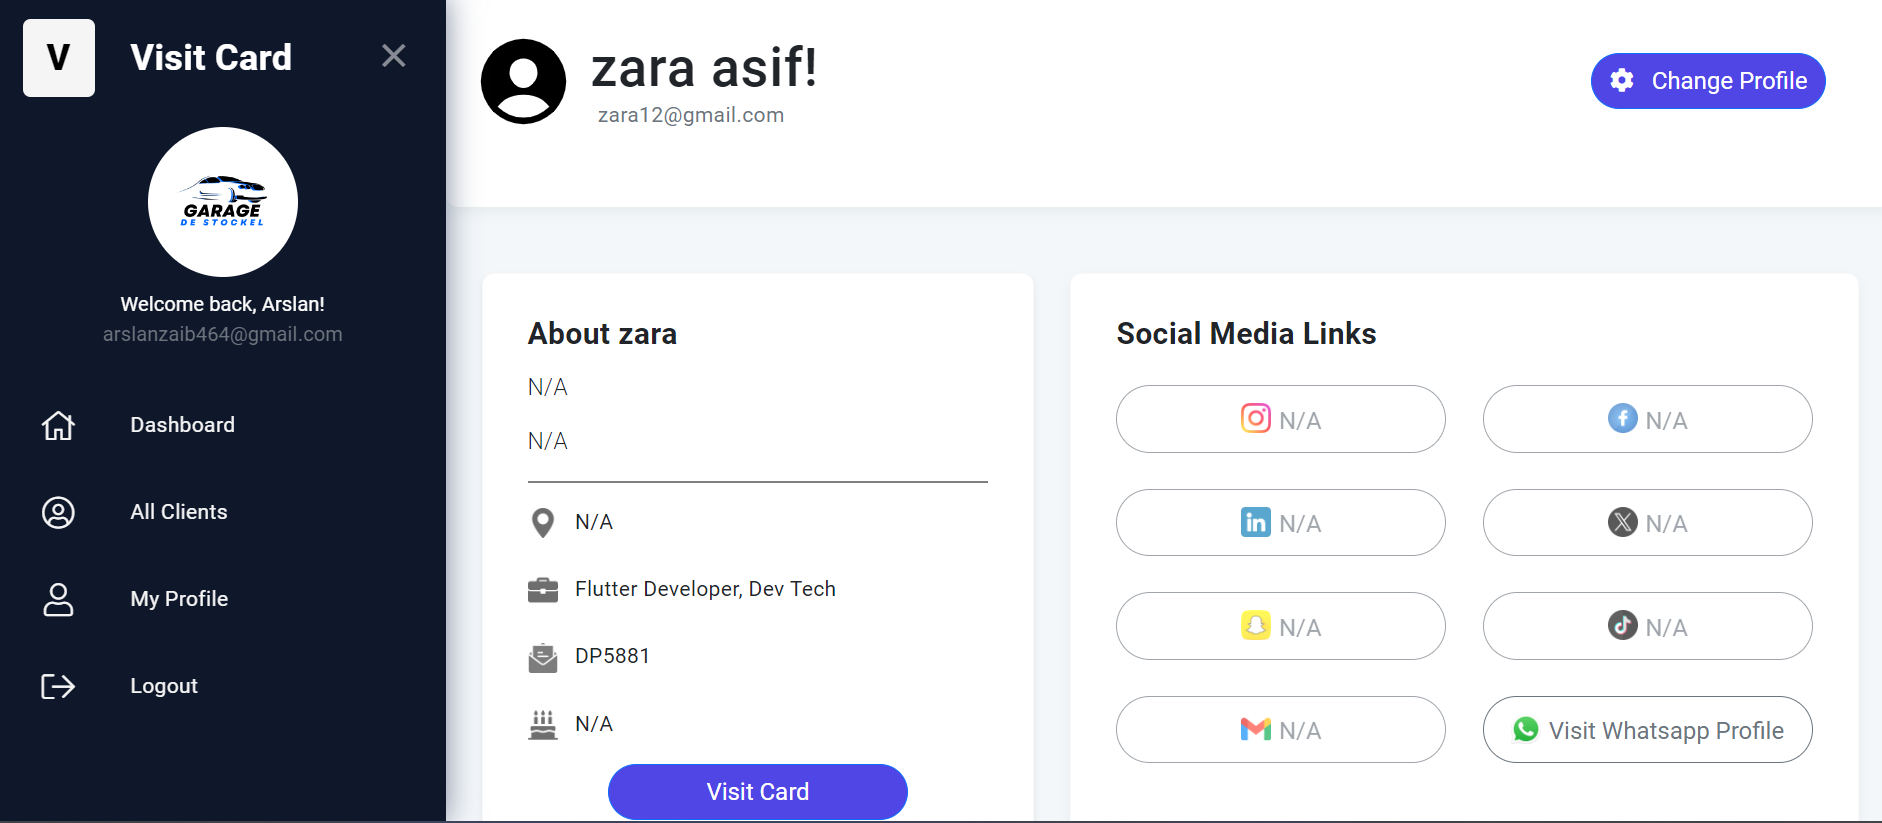 V
Visit Card
GARAGE
DE STOCKEL
Welcome back, Arslan!
arslanzaib464@gmail.com
Dashboard
All Clients
My Profile
Logout
zara asif!
zara12@gmail.com
Change Profile
About zara
N/A
N/A
N/A
Flutter Developer, Dev Tech
DP5881
N/A
Visit Card
Social Media Links
N/A
N/A
N/A
N/A
N/A
N/A
N/A
Visit Whatsapp Profile